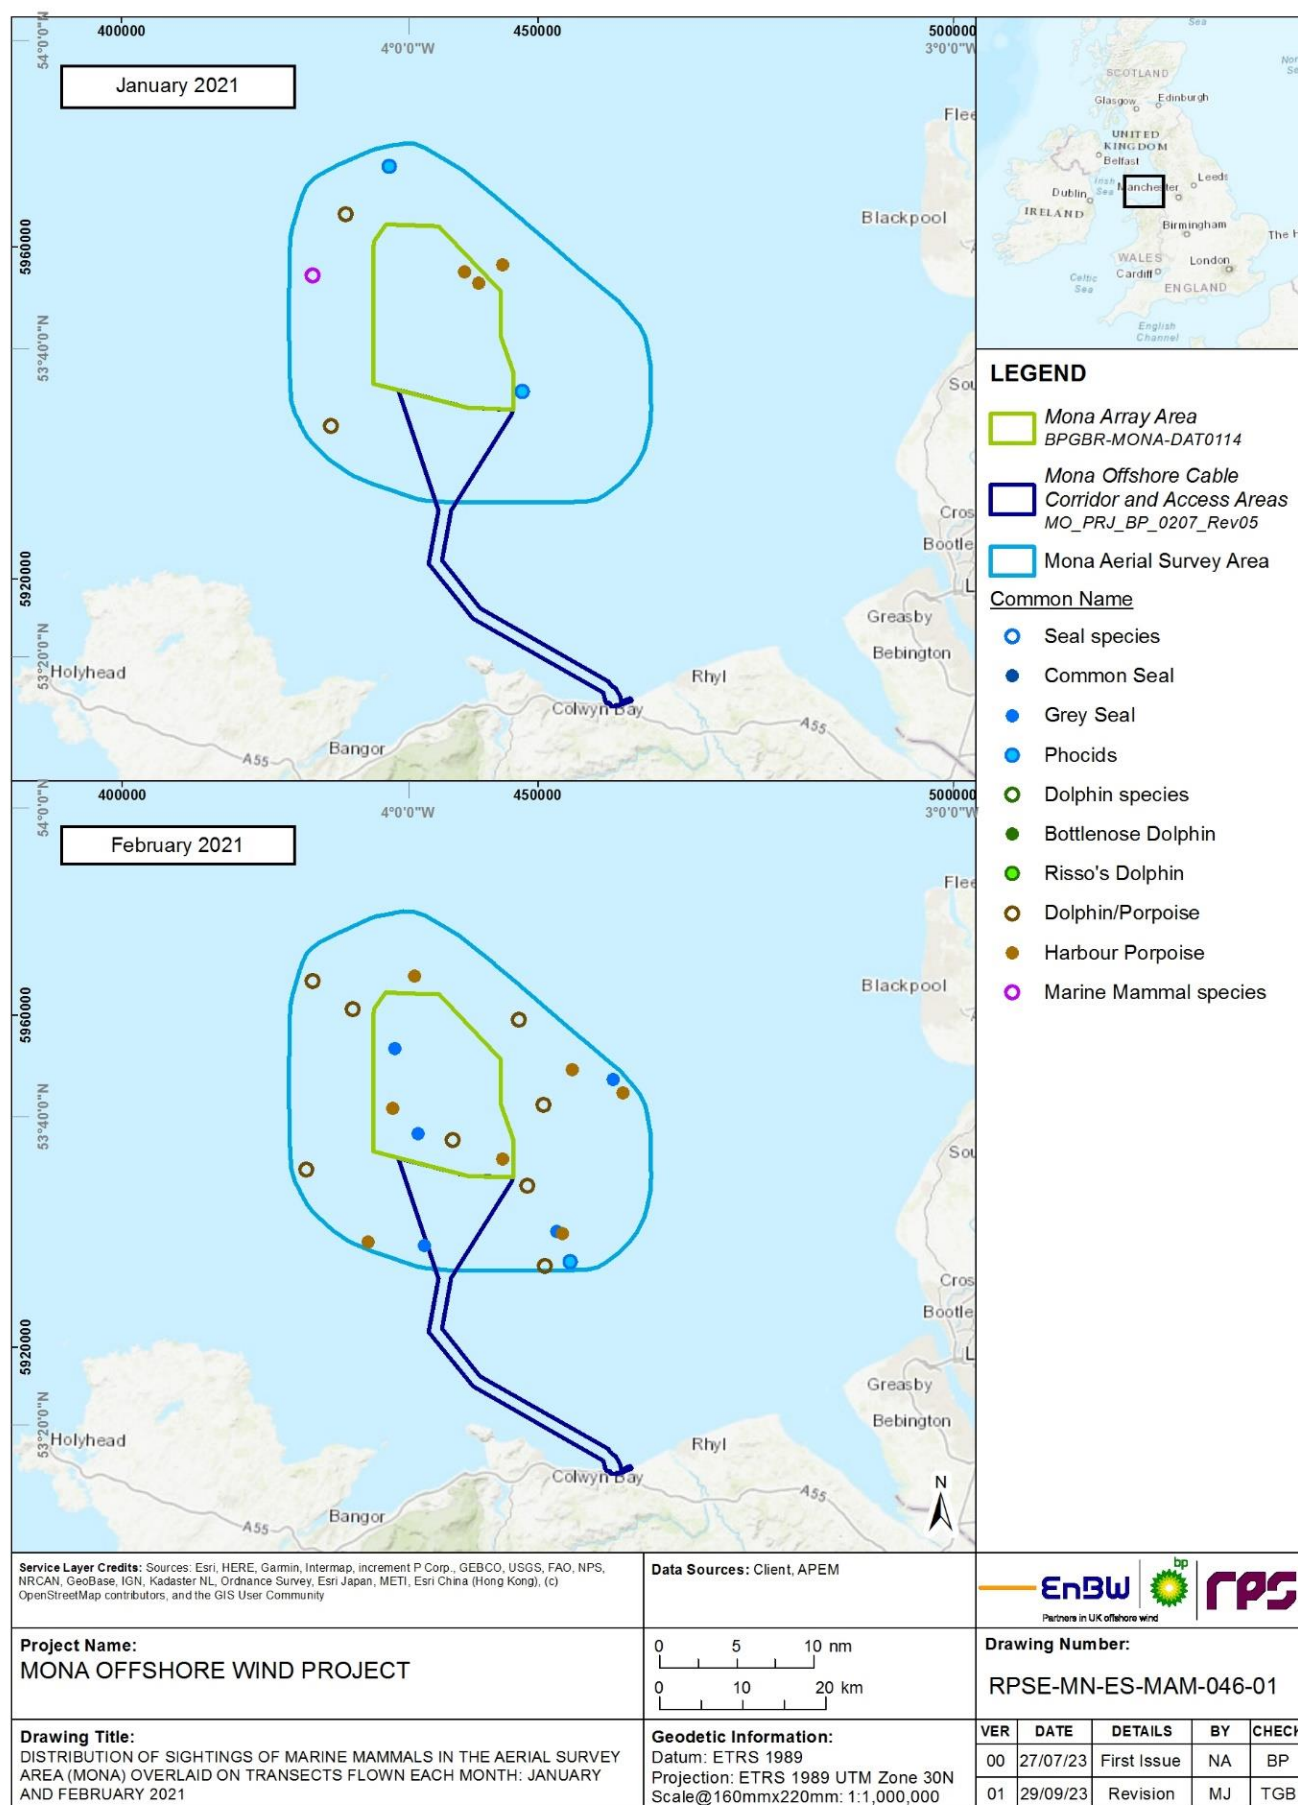 400000
450000
500000
4°0'0"W
3°0'0"W
54°0'0"N
January 2021
Blackpool
5960000
53°40'0"N
5920000
53°20'0"N
Bootle
Greasby
Bebington
Holyhead
Rhyl
Colwyn Bay
A55
Bangor
A55
400000
450000
500000
4°0'0"W
3°0'0"W
54°0'0"N
February 2021
Blackpool
5960000
53°40'0"N
5920000
53°20'0"N
Bootle
Greasby
Bebington
Holyhead
Rhyl
Colwyn Bay
A55
Bangor
A55
N
Sea
SCOTLAND
Glasgow
Edinburgh
UNITED
KINGDOM
Belfast
Irish
Sea
Manchester
Leeds
Dublin
IRELAND
Birmingham
The H
WALES
London
Cardiff
Celtic
Sea
ENGLAND
English
Channel
LEGEND
Mona Array Area
BPGBR-MONA-DAT0114
Mona Offshore Cable
Corridor and Access Areas
MO_PRJ_BP_0207_Rev05
Mona Aerial Survey Area
Common Name
Seal species
Common Seal
Grey Seal
Phocids
Dolphin species
Bottlenose Dolphin
Risso's Dolphin
Dolphin/Porpoise
Harbour Porpoise
Marine Mammal species
Service Layer Credits: Sources: Esri, HERE, Garmin, Intermap, increment P Corp., GEBCO, USGS, FAO, NPS,
NRCAN, GeoBase, IGN, Kadaster NL, Ordnance Survey, Esri Japan, METI, Esri China (Hong Kong), (c)
OpenStreetMap contributors, and the GIS User Community
Data Sources: Client, APEM
EnBW
Partners in UK offshore wind
bp
rps
Project Name:
MONA OFFSHORE WIND PROJECT
0 5 10 nm
0 10 20 km
Drawing Number:
RPSE-MN-ES-MAM-046-01
Drawing Title:
DISTRIBUTION OF SIGHTINGS OF MARINE MAMMALS IN THE AERIAL SURVEY
AREA (MONA) OVERLAID ON TRANSECTS FLOWN EACH MONTH: JANUARY
AND FEBRUARY 2021
Geodetic Information:
Datum: ETRS 1989
Projection: ETRS 1989 UTM Zone 30N
Scale@160mmx220mm: 1:1,000,000
VER DATE DETAILS BY CHECK
00 27/07/23 First Issue NA BP
01 29/09/23 Revision MJ TGB